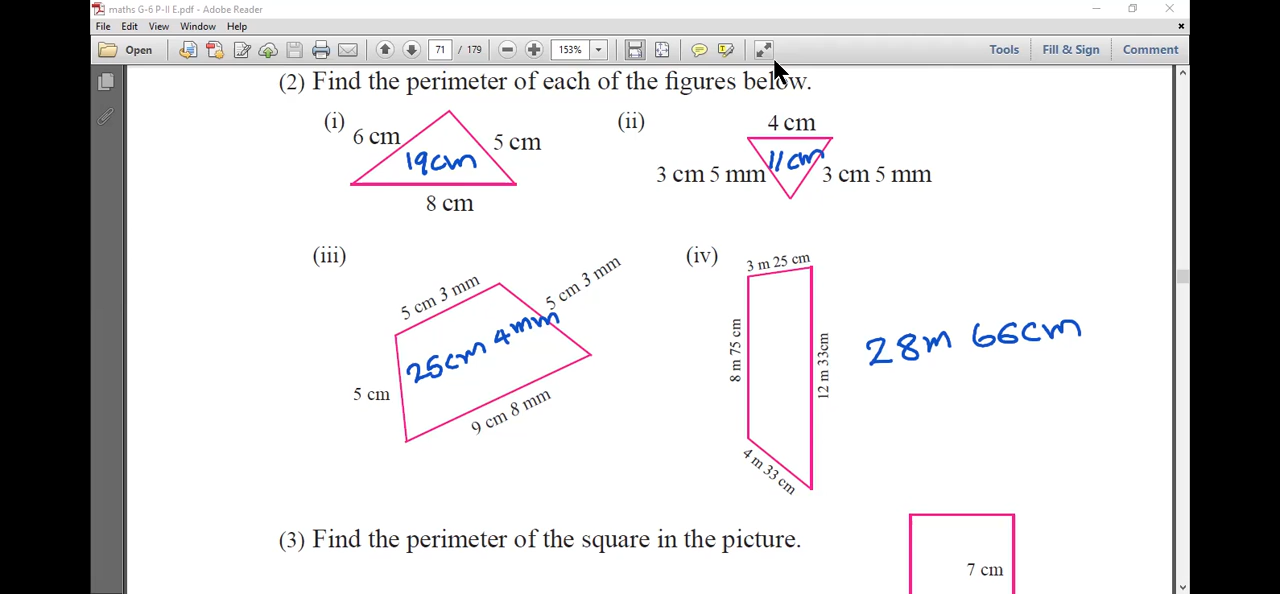 maths G-6 P-II E.pdf - Adobe Reader
File Edit View Window Help
Open 71 / 179 153% Tools Fill & Sign Comment
(2) Find the perimeter of each of the figures below.
(i) 6 cm 5 cm
19cm
8 cm
(ii) 4 cm
11 cm
3 cm 5 mm 3 cm 5 mm
(iii)
5 cm 3 mm 5 cm 3 mm
25cm 4mm
5 cm
9 cm 8 mm
(iv)
3 m 25 cm
8 m 75 cm
12 m 33cm
4 m 33 cm
28m 66cm
(3) Find the perimeter of the square in the picture.
7 cm